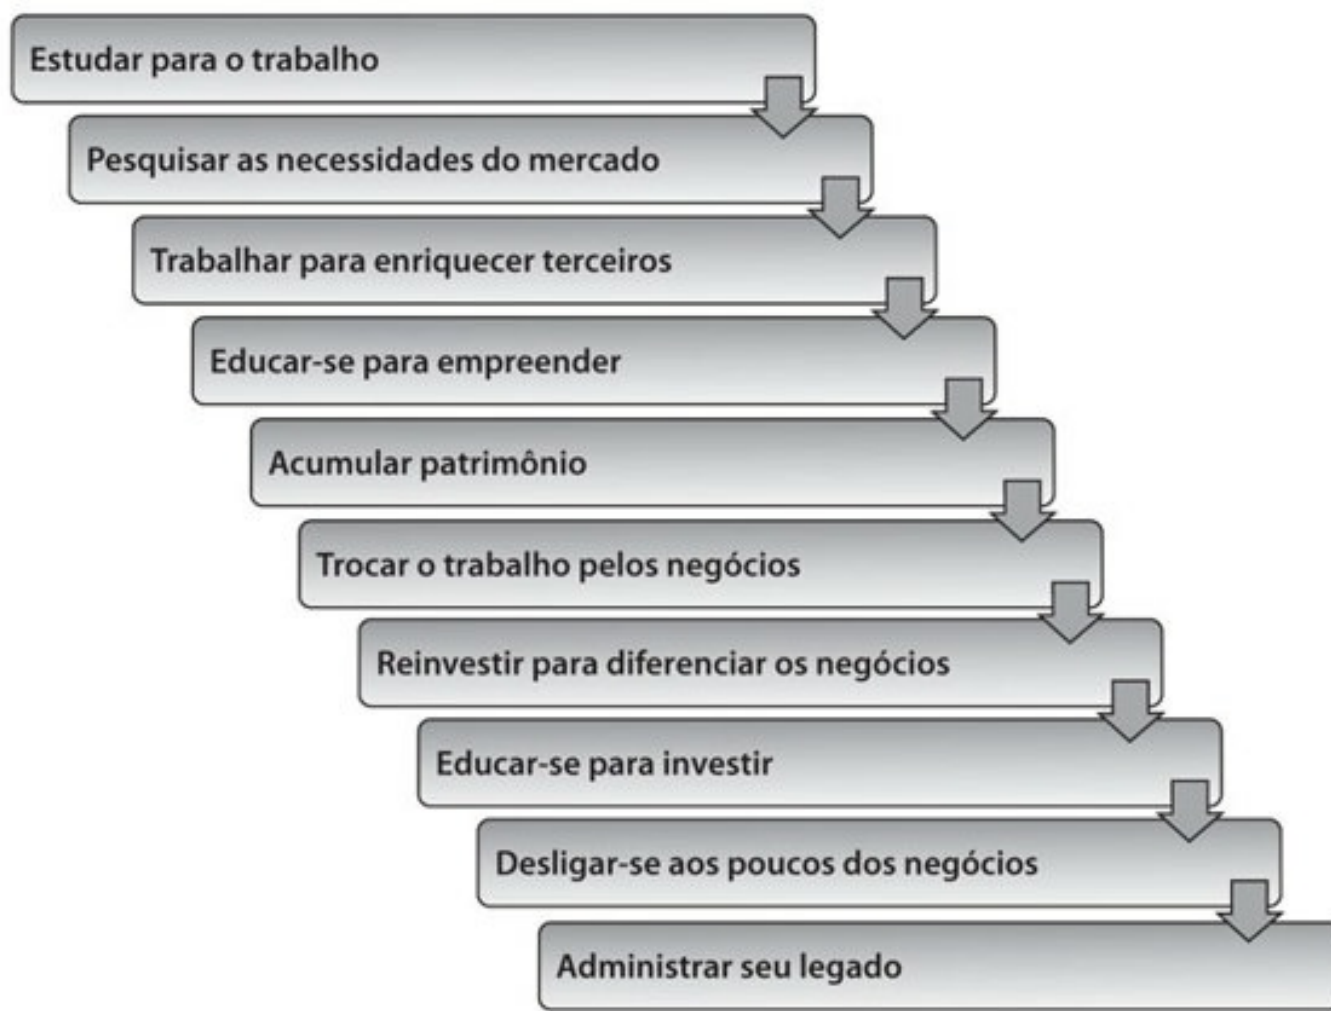 Estudar para o trabalho
Pesquisar as necessidades do mercado
Trabalhar para enriquecer terceiros
Educar-se para empreender
Acumular patrimônio
Trocar o trabalho pelos negócios
Reinvestir para diferenciar os negócios
Educar-se para investir
Desligar-se aos poucos dos negócios
Administrar seu legado